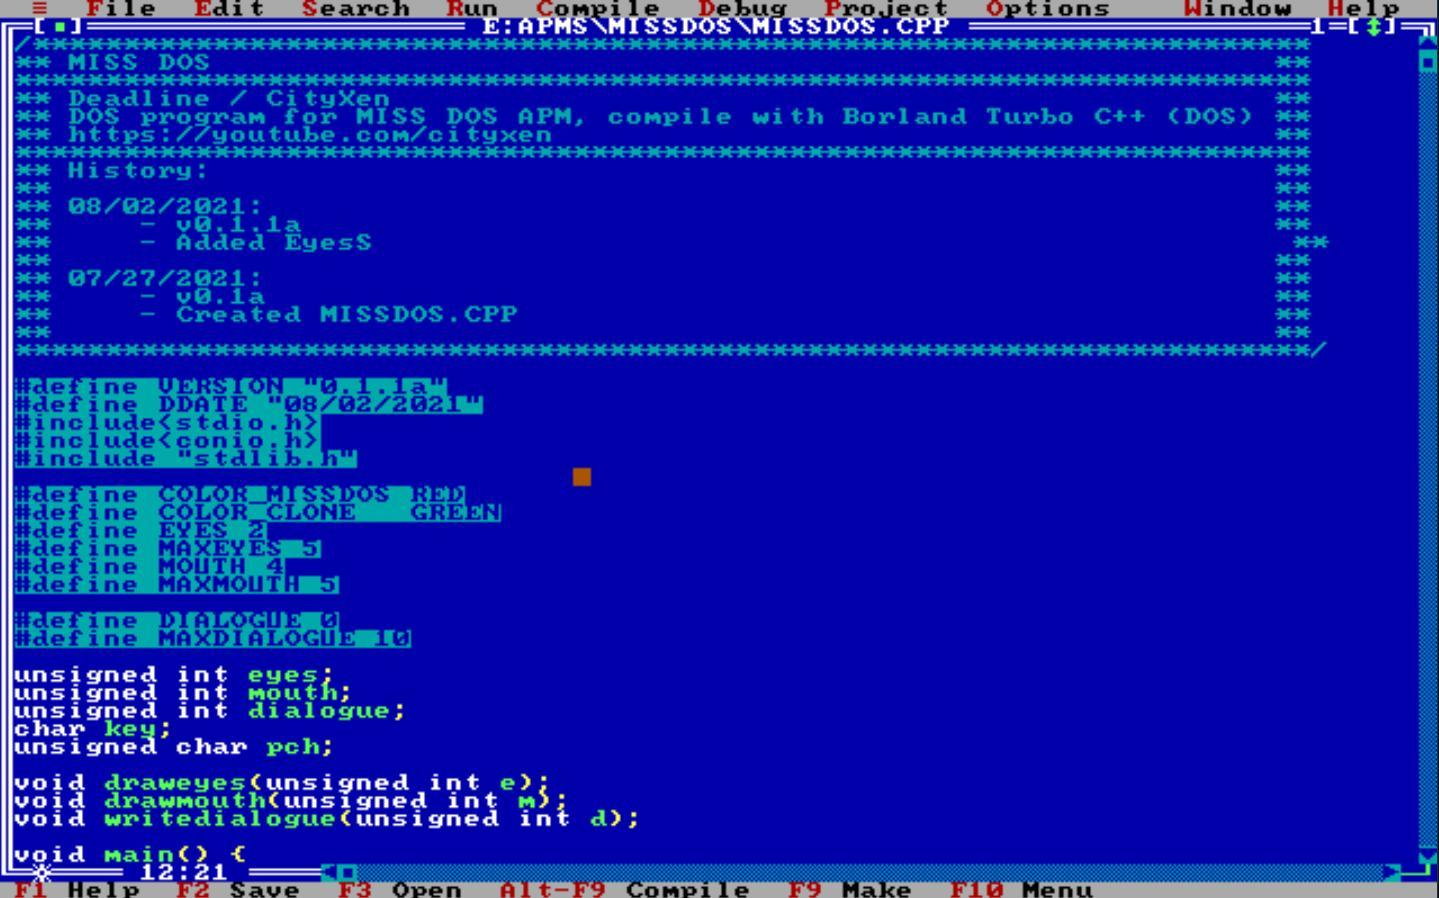 ≡ File Edit Search Run Compile Debug Project Options Window Help
[■] E:APMS\MISSDOS\MISSDOS.CPP 1=[↕]
/************************************************************************
** MISS DOS **
************************************************************************
** Deadline / CityXen **
** DOS program for MISS DOS APM, compile with Borland Turbo C++ (DOS) **
** https://youtube.com/cityxen **
************************************************************************
** History: **
** **
** 08/02/2021: **
** - v0.1.1a **
** - Added EyesS **
** **
** 07/27/2021: **
** - v0.1a **
** - Created MISSDOS.CPP **
** **
************************************************************************/
#define VERSION "0.1.1a"
#define DDATE "08/02/2021"
#include<stdio.h>
#include<conio.h>
#include "stdlib.h"
#define COLOR_MISSDOS RED
#define COLOR_CLONE GREEN
#define EYES 2
#define MAXEYES 5
#define MOUTH 4
#define MAXMOUTH 5
#define DIALOGUE 0
#define MAXDIALOGUE 10
unsigned int eyes;
unsigned int mouth;
unsigned int dialogue;
char key;
unsigned char pch;
void draweyes(unsigned int e);
void drawmouth(unsigned int m);
void writedialogue(unsigned int d);
void main() {
12:21
F1 Help F2 Save F3 Open Alt-F9 Compile F9 Make F10 Menu